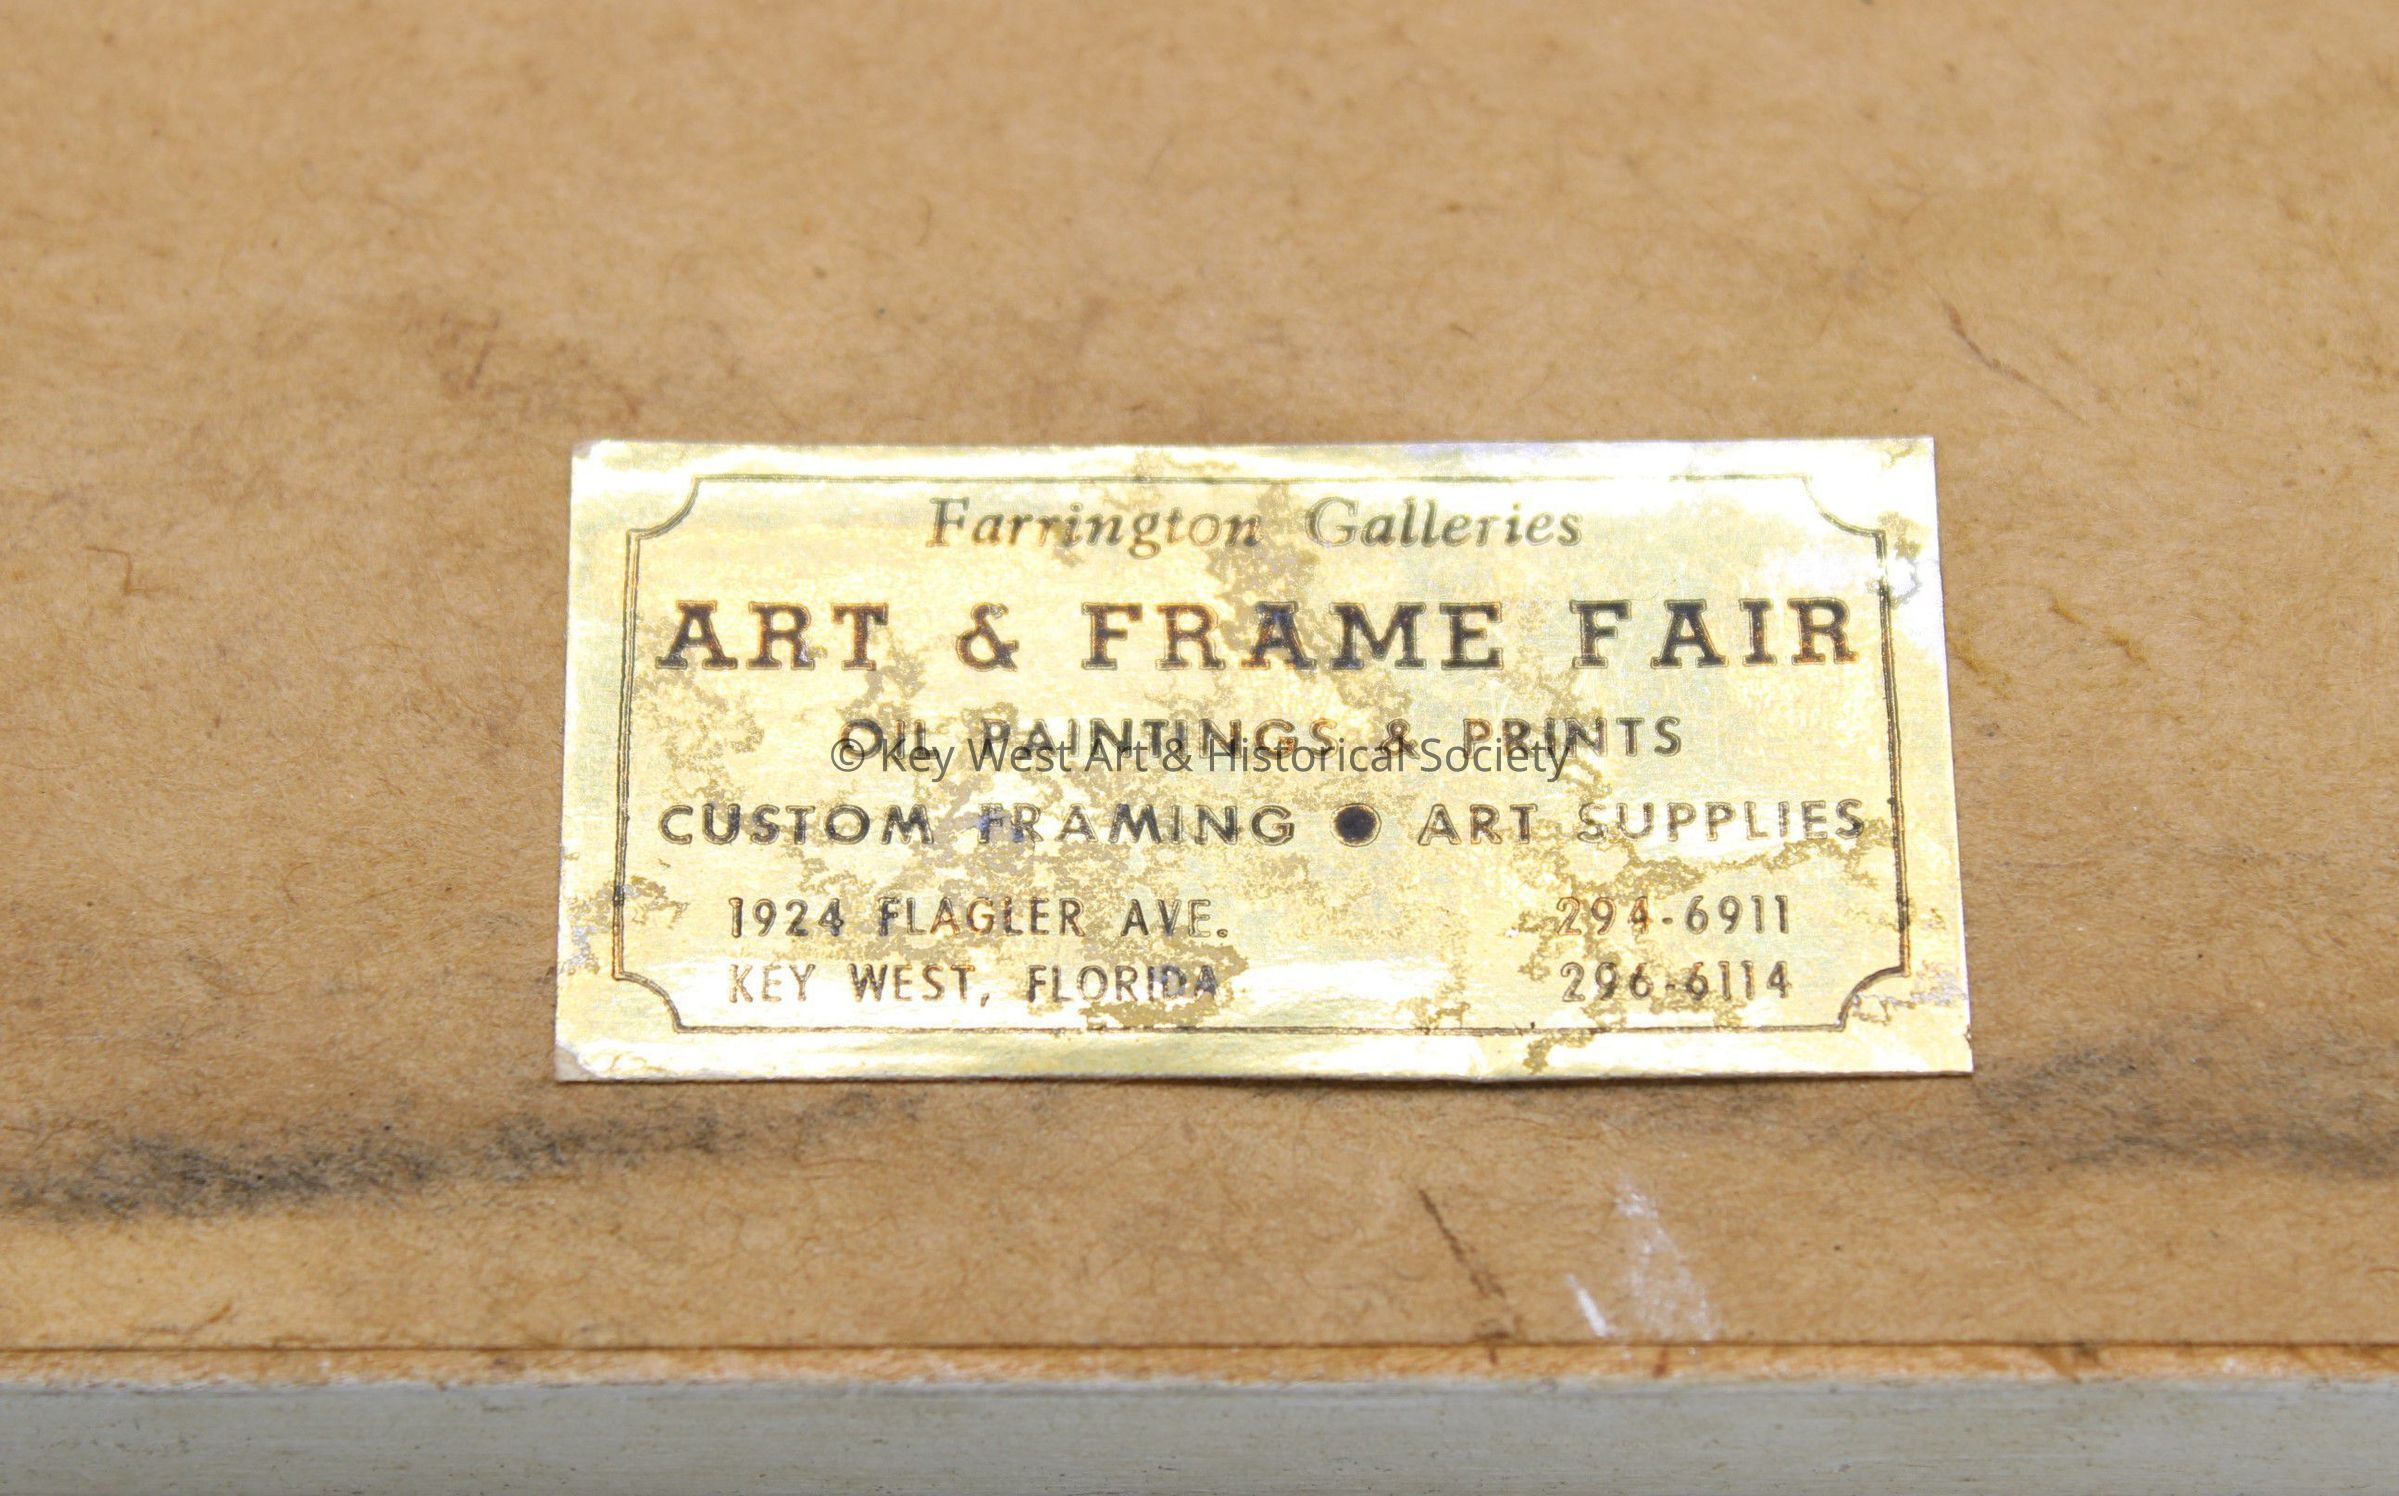 Farrington Galleries
ART & FRAME FAIR
OIL PAINTINGS & PRINTS
© Key West Art & Historical Society
CUSTOM FRAMING ● ART SUPPLIES
1924 FLAGLER AVE. 294-6911
KEY WEST, FLORIDA 296-6114